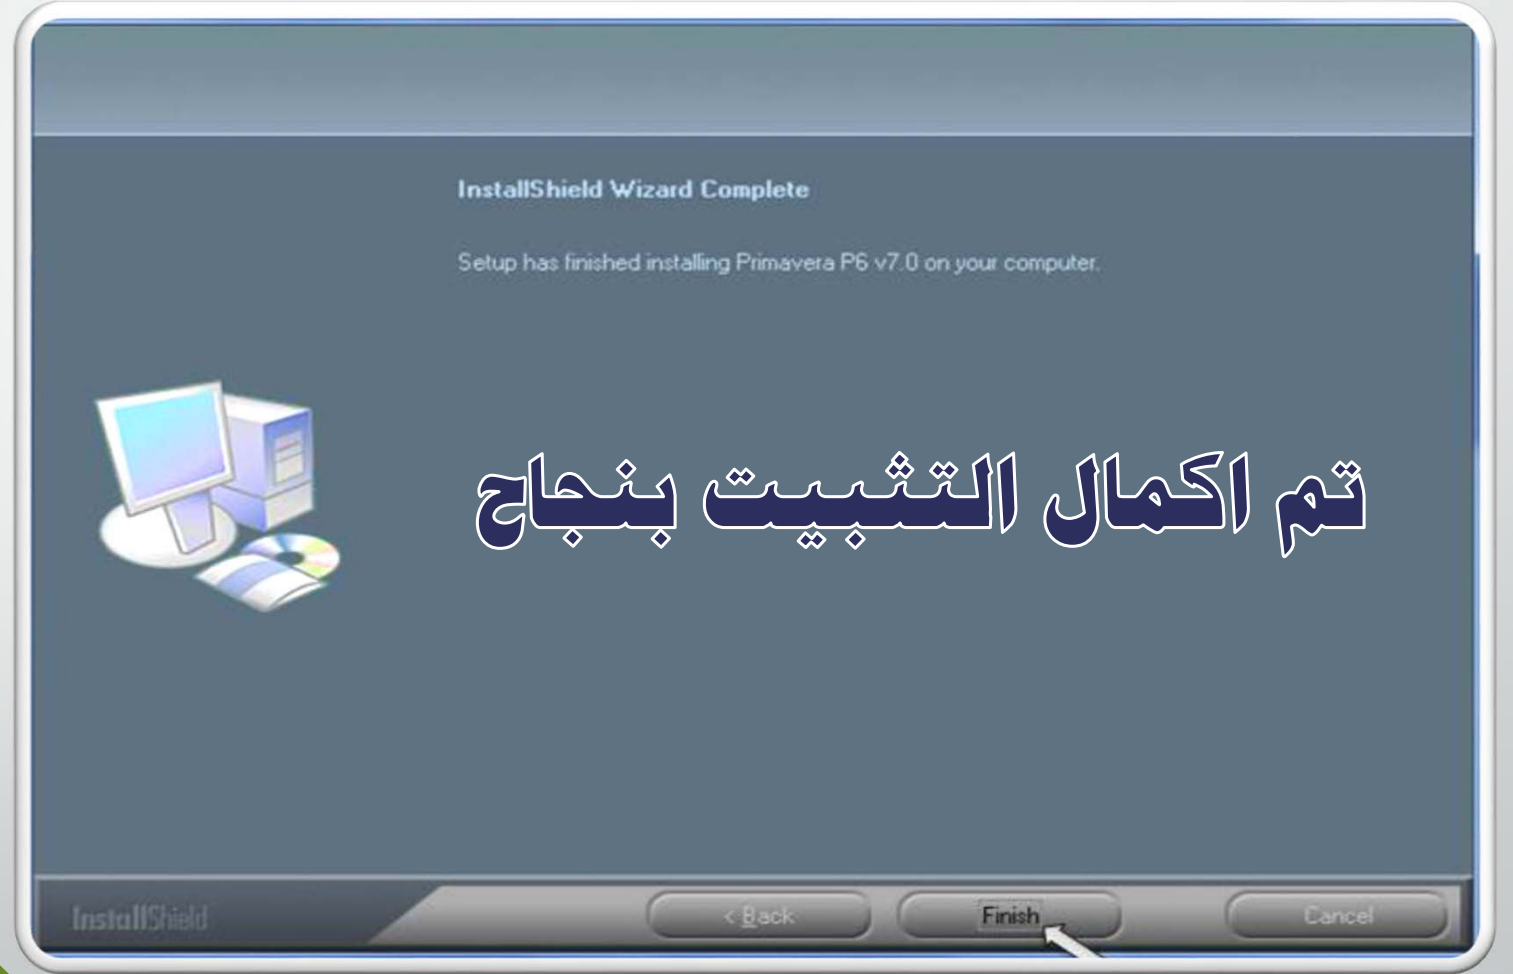 InstallShield Wizard Complete
Setup has finished installing Primavera P6 v7.0 on your computer.
تم اكمال التثبيت بنجاح
InstallShield
< Back
Finish
Cancel